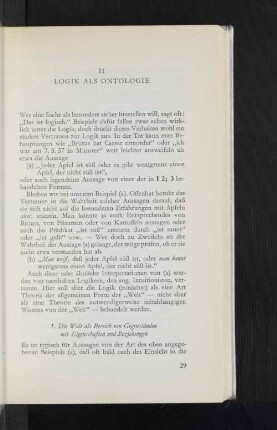 II
LOGIK ALS ONTOLOGIE
Wer eine Sache als besonders sicher hinstellen will, sagt oft:
„Das ist logisch.“ Beispiele dafür fallen zwar selten wirk-
lich unter die Logik, doch drückt dieses Verhalten wohl ein
starkes Vertrauen zur Logik aus. In der Tat kann man Be-
hauptungen wie „Brutus hat Caesar ermordet“ oder „ich
war am 7. 5. 57 in Münster“ weit leichter anzweifeln als
etwa die Aussage
(a) „jeder Apfel ist süß oder es gibt wenigstens einen
Apfel, der nicht süß ist“,
oder auch irgendeine Aussage von einer der in I 2; 3 be-
handelten Formen.
Bleiben wir bei unserem Beispiel (a). Offenbar beruht das
Vertrauen in die Wahrheit solcher Aussagen darauf, daß
sie sich nicht auf die besonderen Erfahrungen mit Äpfeln
usw. stützen. Man könnte ja auch Entsprechendes von
Birnen, von Pflaumen oder von Kartoffeln aussagen oder
auch das Prädikat „ist süß“ ersetzen durch „ist sauer“
oder „ist gelb“ usw. — Wer doch zu Zweifeln an der
Wahrheit der Aussage (a) gelangt, der möge prüfen, ob er sie
nicht etwa verstanden hat als
(b) „Man weiß, daß jeder Apfel süß ist, oder man kennt
wenigstens einen Apfel, der nicht süß ist.“
Auch diese oder ähnliche Interpretationen von (a) wer-
den von namhaften Logikern, den sog. Intuitionisten, ver-
treten. Hier soll aber die Logik (zunächst) als eine Art
Theorie der allgemeinsten Form der „Welt“ — nicht aber
als eine Theorie des notwendigerweise
Wissens von der „Welt“ — behandelt werden.
1. Die Welt als Bereich von Gegenständen
mit Eigenschaften und Beziehungen
Es ist typisch für Aussagen von der Art des oben angege-
benen Beispiels (a), daß oft bald nach der Einsicht in die
29